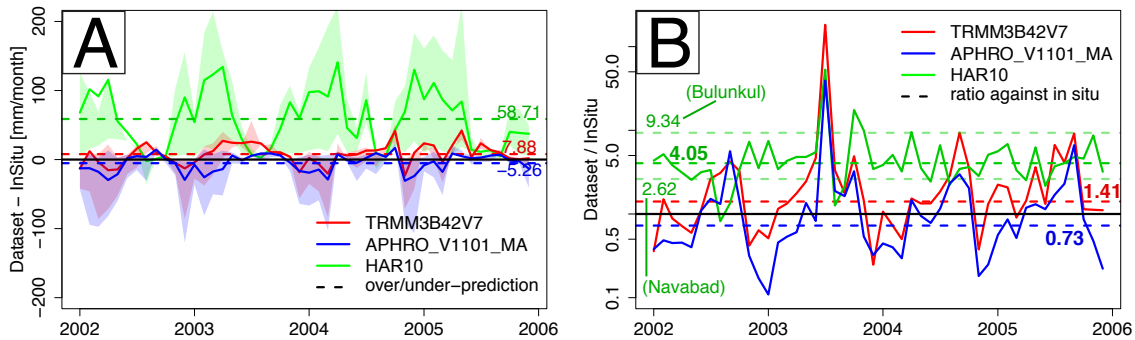 A
Dataset − InSitu [mm/month]
200
100
0
−100
−200
58.71
7.88
−5.26
TRMM3B42V7
APHRO_V1101_MA
HAR10
over/under−prediction
2002
2003
2004
2005
2006
B
Dataset / InSitu
50.0
5.0
0.5
0.1
TRMM3B42V7
APHRO_V1101_MA
HAR10
ratio against in situ
(Bulunkul)
9.34
4.05
2.62
1.41
0.73
(Navabad)
2002
2003
2004
2005
2006